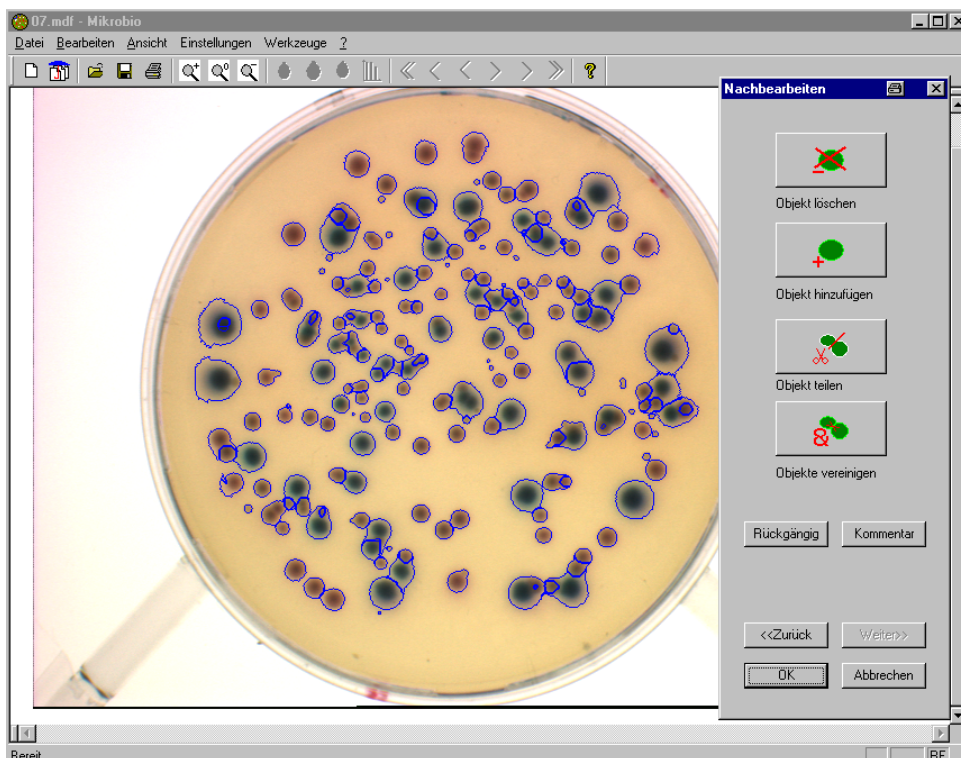 07.mdf - Mikrobio
Datei Bearbeiten Ansicht Einstellungen Werkzeuge ?
Nachbearbeiten
Objekt löschen
Objekt hinzufügen
Objekt teilen
Objekte vereinigen
Rückgängig Kommentar
<<Zurück Weiter>>
OK Abbrechen
Bereit